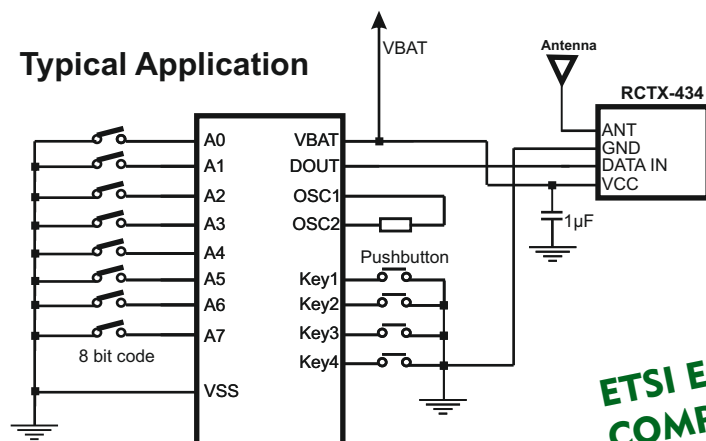 Typical Application
VBAT
Antenna
RCTX-434
A0
A1
A2
A3
A4
A5
A6
A7
VSS
8 bit code
VBAT
DOUT
OSC1
OSC2
Key1
Key2
Key3
Key4
Pushbutton
ANT
GND
DATA IN
VCC
1µF
ETSI